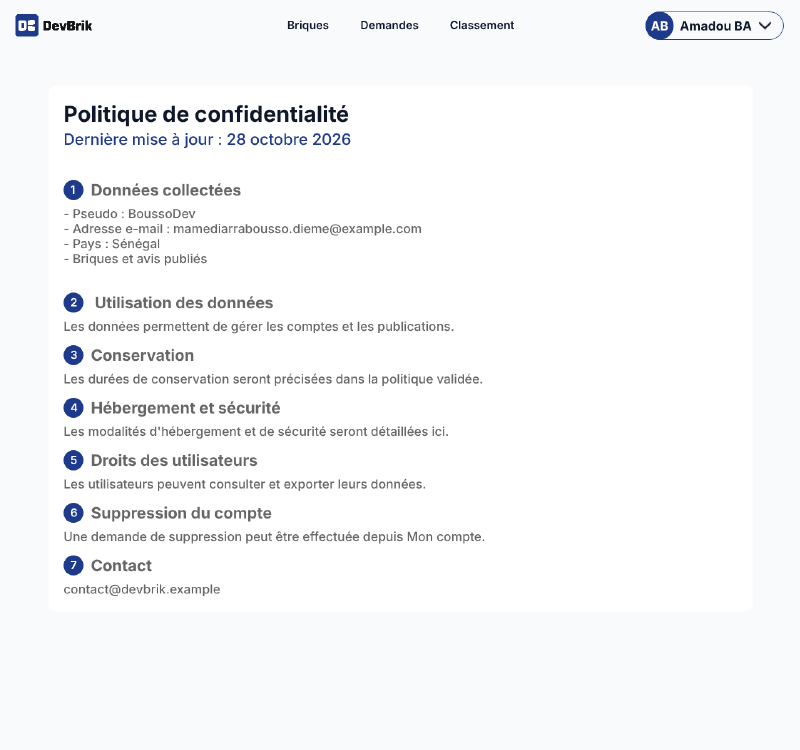 DevBrik
Briques Demandes Classement
AB Amadou BA
Politique de confidentialité
Dernière mise à jour : 28 octobre 2026
1 Données collectées
- Pseudo : BoussoDev
- Adresse e-mail : mamediarrabousso.dieme@example.com
- Pays : Sénégal
- Briques et avis publiés
2 Utilisation des données
Les données permettent de gérer les comptes et les publications.
3 Conservation
Les durées de conservation seront précisées dans la politique validée.
4 Hébergement et sécurité
Les modalités d'hébergement et de sécurité seront détaillées ici.
5 Droits des utilisateurs
Les utilisateurs peuvent consulter et exporter leurs données.
6 Suppression du compte
Une demande de suppression peut être effectuée depuis Mon compte.
7 Contact
contact@devbrik.example